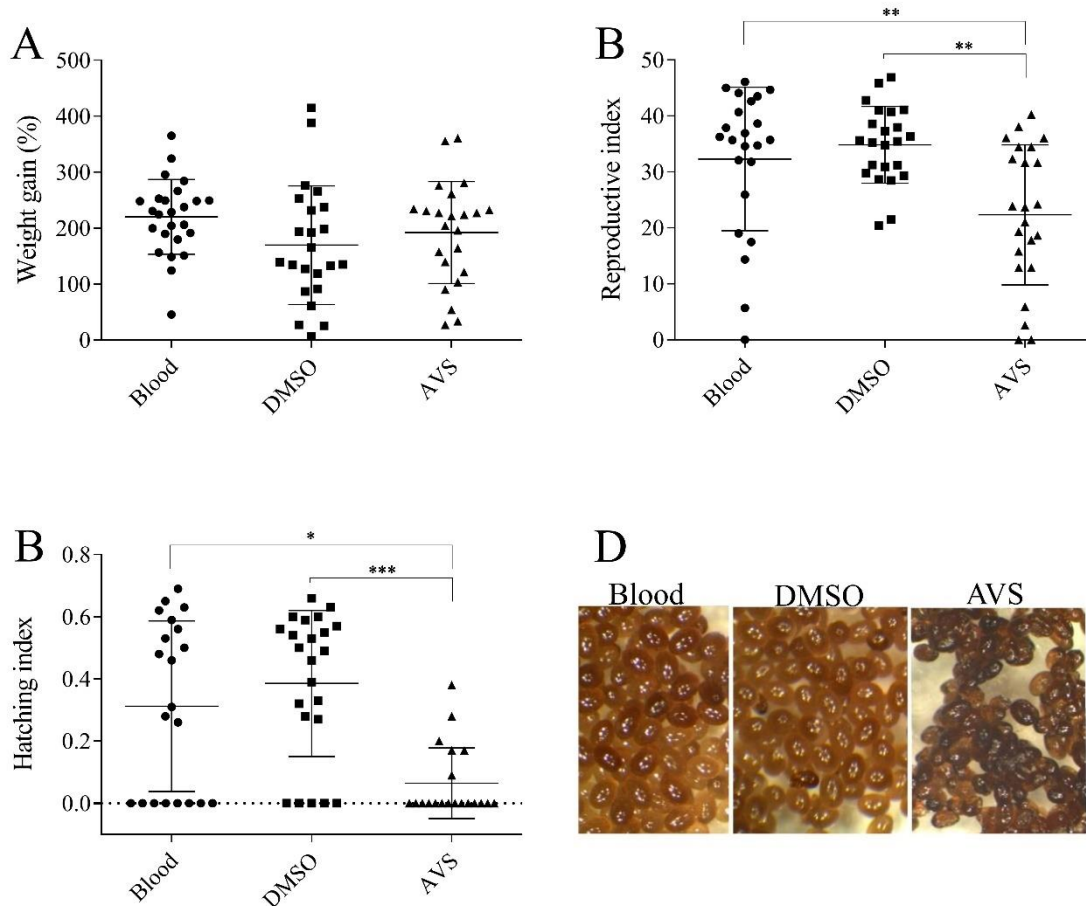 A
Weight gain (%)
500
400
300
200
100
0
Blood
DMSO
AVS
B
Reproductive index
50
40
30
20
10
0
**
**
Blood
DMSO
AVS
B
Hatching index
0.8
0.6
0.4
0.2
0.0
*
***
Blood
DMSO
AVS
D
Blood
DMSO
AVS